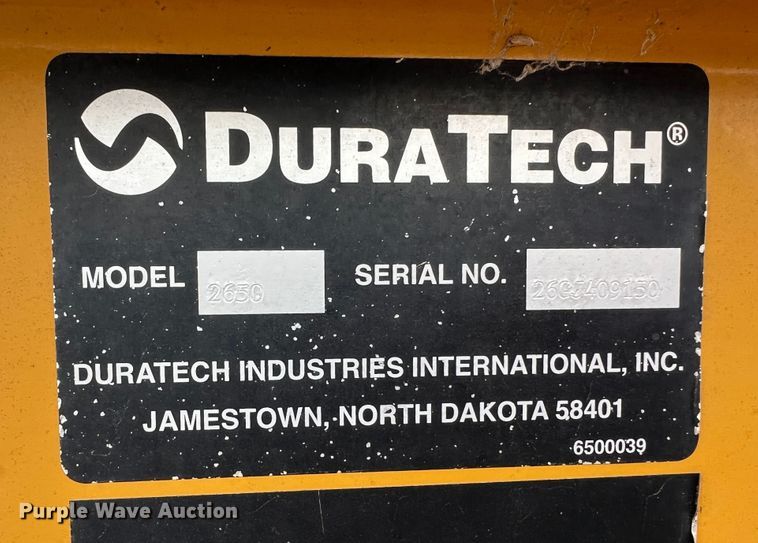 DURATECH®
MODEL 2650 SERIAL NO.
DURATECH INDUSTRIES INTERNATIONAL, INC.
JAMESTOWN, NORTH DAKOTA 58401
6500039
Purple Wave Auction